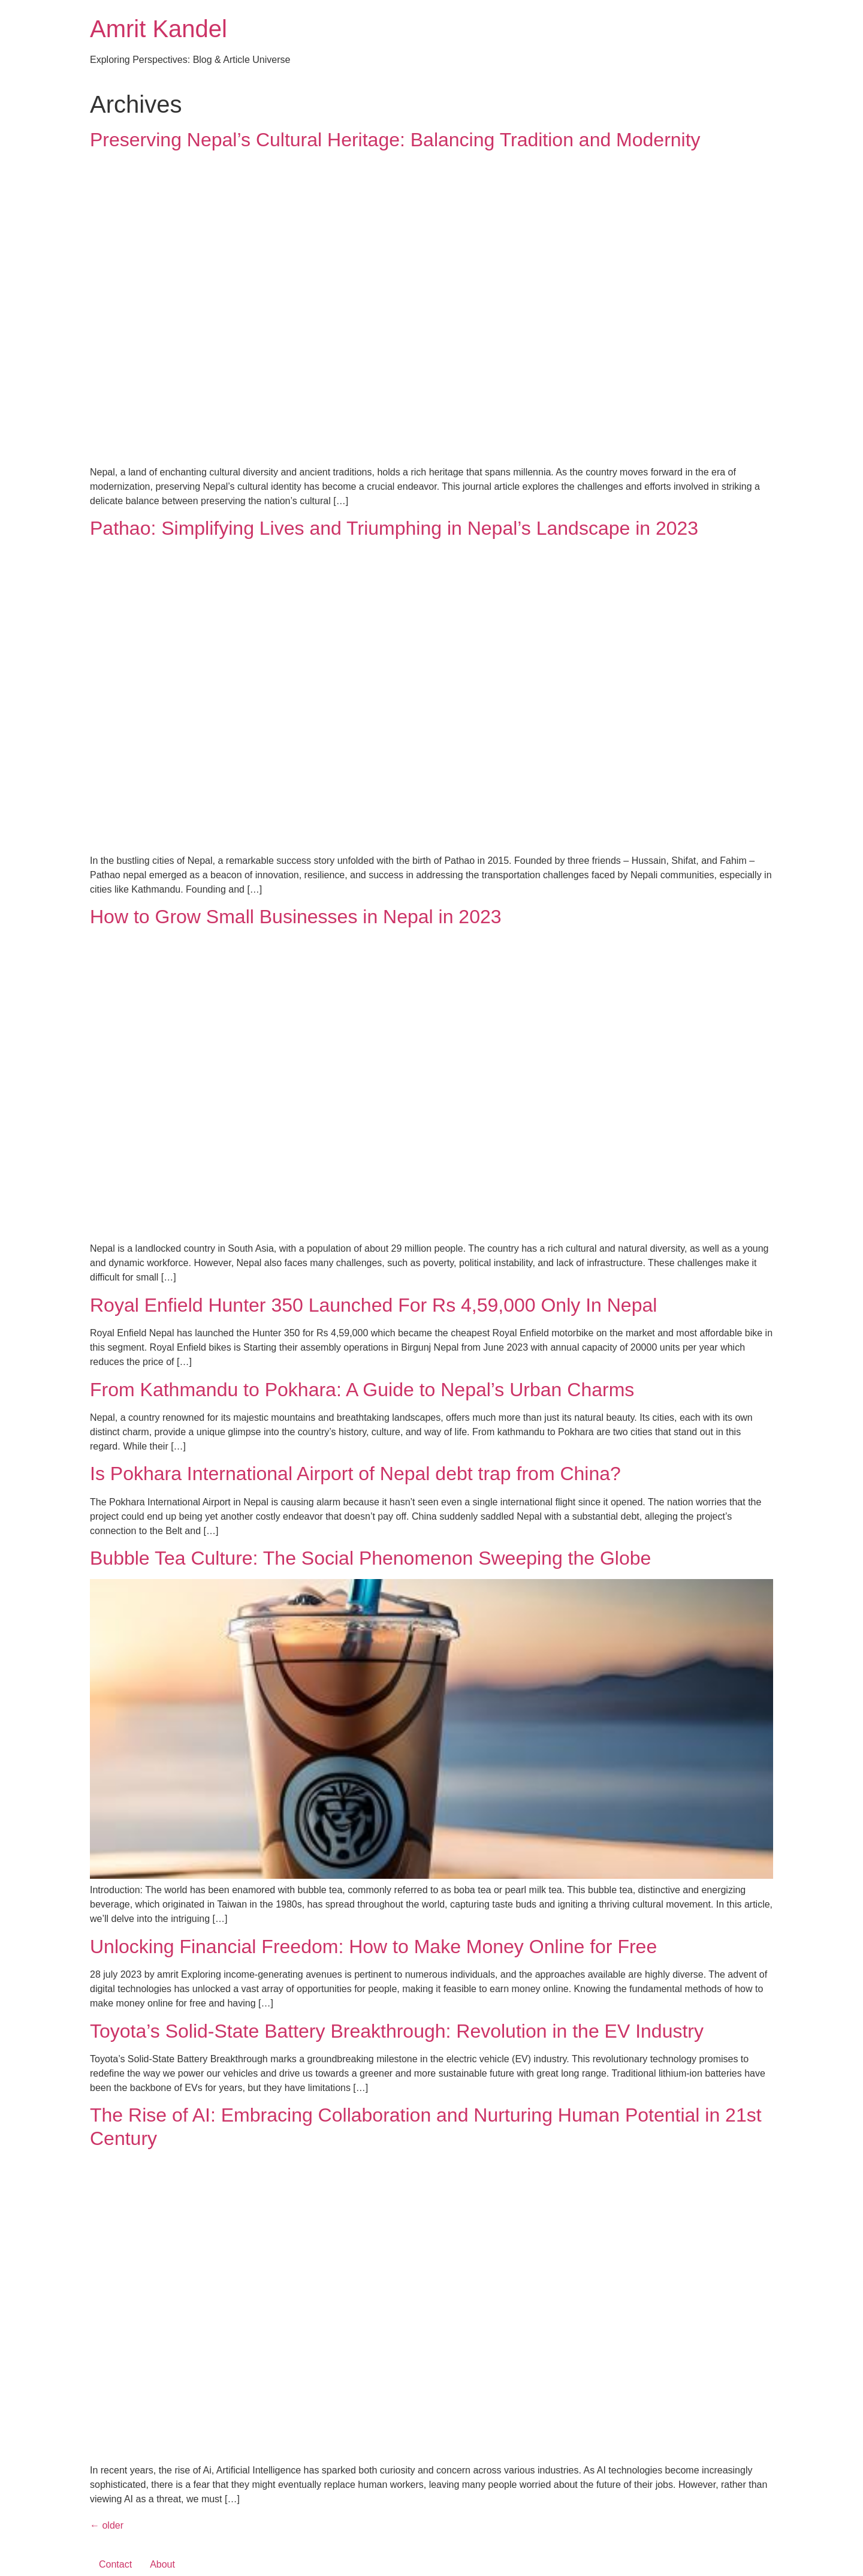 Amrit Kandel
Exploring Perspectives: Blog & Article Universe
Archives
Preserving Nepal’s Cultural Heritage: Balancing Tradition and Modernity
Nepal, a land of enchanting cultural diversity and ancient traditions, holds a rich heritage that spans millennia. As the country moves forward in the era of
modernization, preserving Nepal’s cultural identity has become a crucial endeavor. This journal article explores the challenges and efforts involved in striking a
delicate balance between preserving the nation’s cultural […]
Pathao: Simplifying Lives and Triumphing in Nepal’s Landscape in 2023
In the bustling cities of Nepal, a remarkable success story unfolded with the birth of Pathao in 2015. Founded by three friends – Hussain, Shifat, and Fahim –
Pathao nepal emerged as a beacon of innovation, resilience, and success in addressing the transportation challenges faced by Nepali communities, especially in
cities like Kathmandu. Founding and […]
How to Grow Small Businesses in Nepal in 2023
Nepal is a landlocked country in South Asia, with a population of about 29 million people. The country has a rich cultural and natural diversity, as well as a young
and dynamic workforce. However, Nepal also faces many challenges, such as poverty, political instability, and lack of infrastructure. These challenges make it
difficult for small […]
Royal Enfield Hunter 350 Launched For Rs 4,59,000 Only In Nepal
Royal Enfield Nepal has launched the Hunter 350 for Rs 4,59,000 which became the cheapest Royal Enfield motorbike on the market and most affordable bike in
this segment. Royal Enfield bikes is Starting their assembly operations in Birgunj Nepal from June 2023 with annual capacity of 20000 units per year which
reduces the price of […]
From Kathmandu to Pokhara: A Guide to Nepal’s Urban Charms
Nepal, a country renowned for its majestic mountains and breathtaking landscapes, offers much more than just its natural beauty. Its cities, each with its own
distinct charm, provide a unique glimpse into the country’s history, culture, and way of life. From kathmandu to Pokhara are two cities that stand out in this
regard. While their […]
Is Pokhara International Airport of Nepal debt trap from China?
The Pokhara International Airport in Nepal is causing alarm because it hasn’t seen even a single international flight since it opened. The nation worries that the
project could end up being yet another costly endeavor that doesn’t pay off. China suddenly saddled Nepal with a substantial debt, alleging the project’s
connection to the Belt and […]
Bubble Tea Culture: The Social Phenomenon Sweeping the Globe
Introduction: The world has been enamored with bubble tea, commonly referred to as boba tea or pearl milk tea. This bubble tea, distinctive and energizing
beverage, which originated in Taiwan in the 1980s, has spread throughout the world, capturing taste buds and igniting a thriving cultural movement. In this article,
we’ll delve into the intriguing […]
Unlocking Financial Freedom: How to Make Money Online for Free
28 july 2023 by amrit Exploring income-generating avenues is pertinent to numerous individuals, and the approaches available are highly diverse. The advent of
digital technologies has unlocked a vast array of opportunities for people, making it feasible to earn money online. Knowing the fundamental methods of how to
make money online for free and having […]
Toyota’s Solid-State Battery Breakthrough: Revolution in the EV Industry
Toyota’s Solid-State Battery Breakthrough marks a groundbreaking milestone in the electric vehicle (EV) industry. This revolutionary technology promises to
redefine the way we power our vehicles and drive us towards a greener and more sustainable future with great long range. Traditional lithium-ion batteries have
been the backbone of EVs for years, but they have limitations […]
The Rise of AI: Embracing Collaboration and Nurturing Human Potential in 21st
Century
In recent years, the rise of Ai, Artificial Intelligence has sparked both curiosity and concern across various industries. As AI technologies become increasingly
sophisticated, there is a fear that they might eventually replace human workers, leaving many people worried about the future of their jobs. However, rather than
viewing AI as a threat, we must […]
← older
Contact About